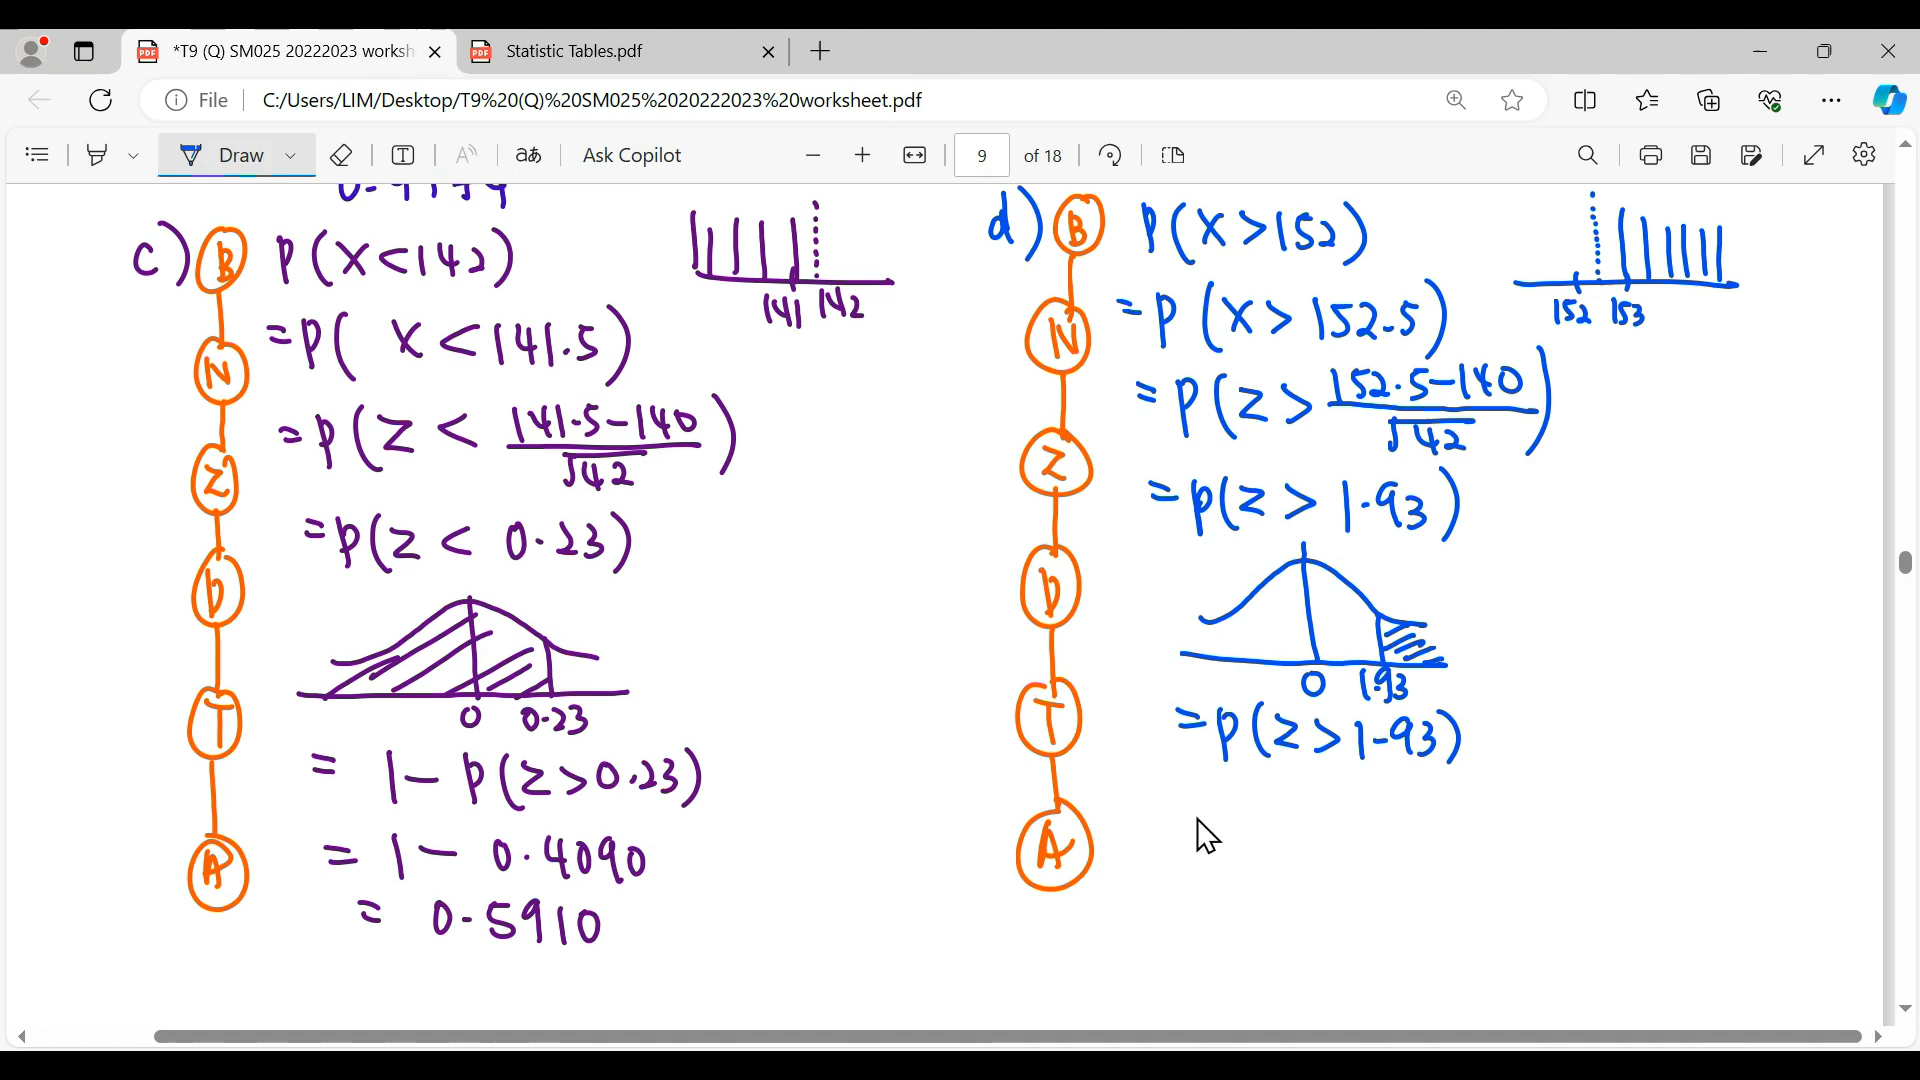 *T9 (Q) SM025 20222023 worksh
Statistic Tables.pdf
File
C:/Users/LIM/Desktop/T9%20(Q)%20SM025%2020222023%20worksheet.pdf
Draw
aあ
Ask Copilot
9 of 18
c) B P(X<142)
141 142
N =P( X<141.5)
=P(Z < 141.5-140/√42)
Z
=P(Z < 0.23)
D
0 0.23
T
= 1-P(Z>0.23)
= 1- 0.4090
A
= 0.5910
d) B P(X>152)
152 153
=P(X>152.5)
N
=P(Z> 152.5-140/√42)
Z
=P(Z > 1.93)
D
0 1.93
T =P(Z>1.93)
A